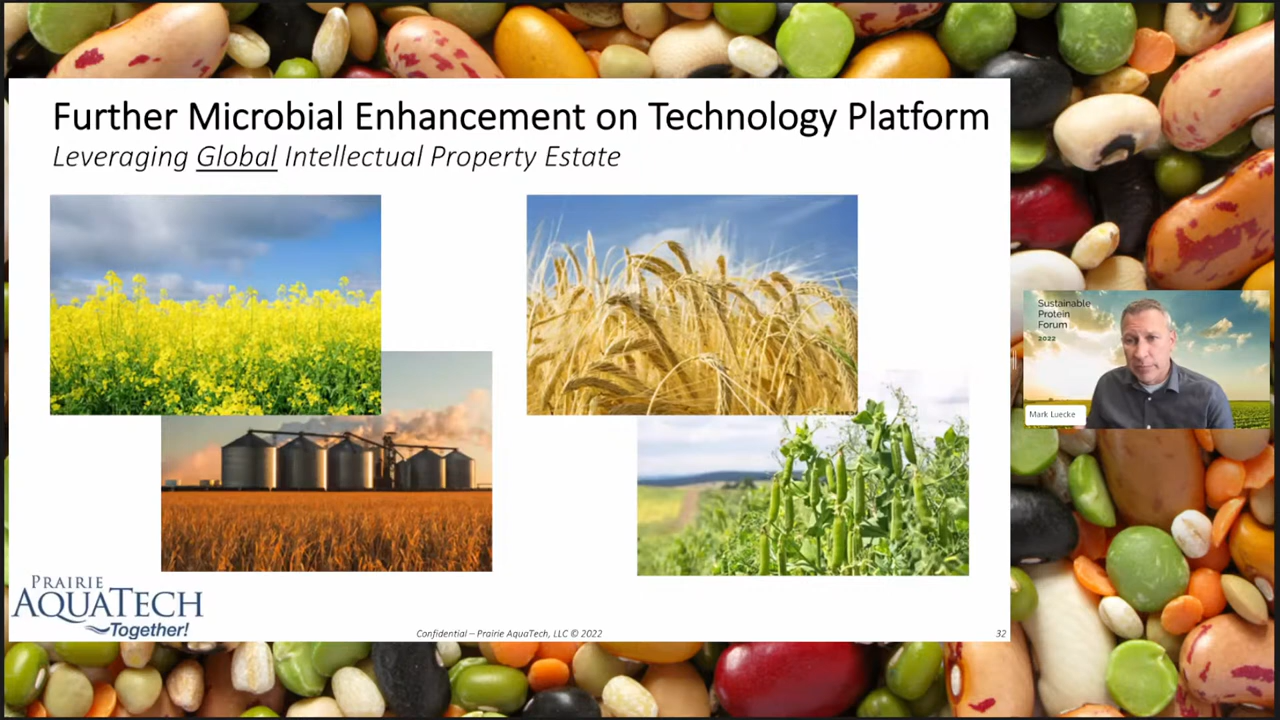 Further Microbial Enhancement on Technology Platform
Leveraging Global Intellectual Property Estate
Sustainable
Protein
Forum
2022
Mark Luecke
PRAIRIE
AQUATECH
Together!
Confidential – Prairie AquaTech, LLC © 2022
32